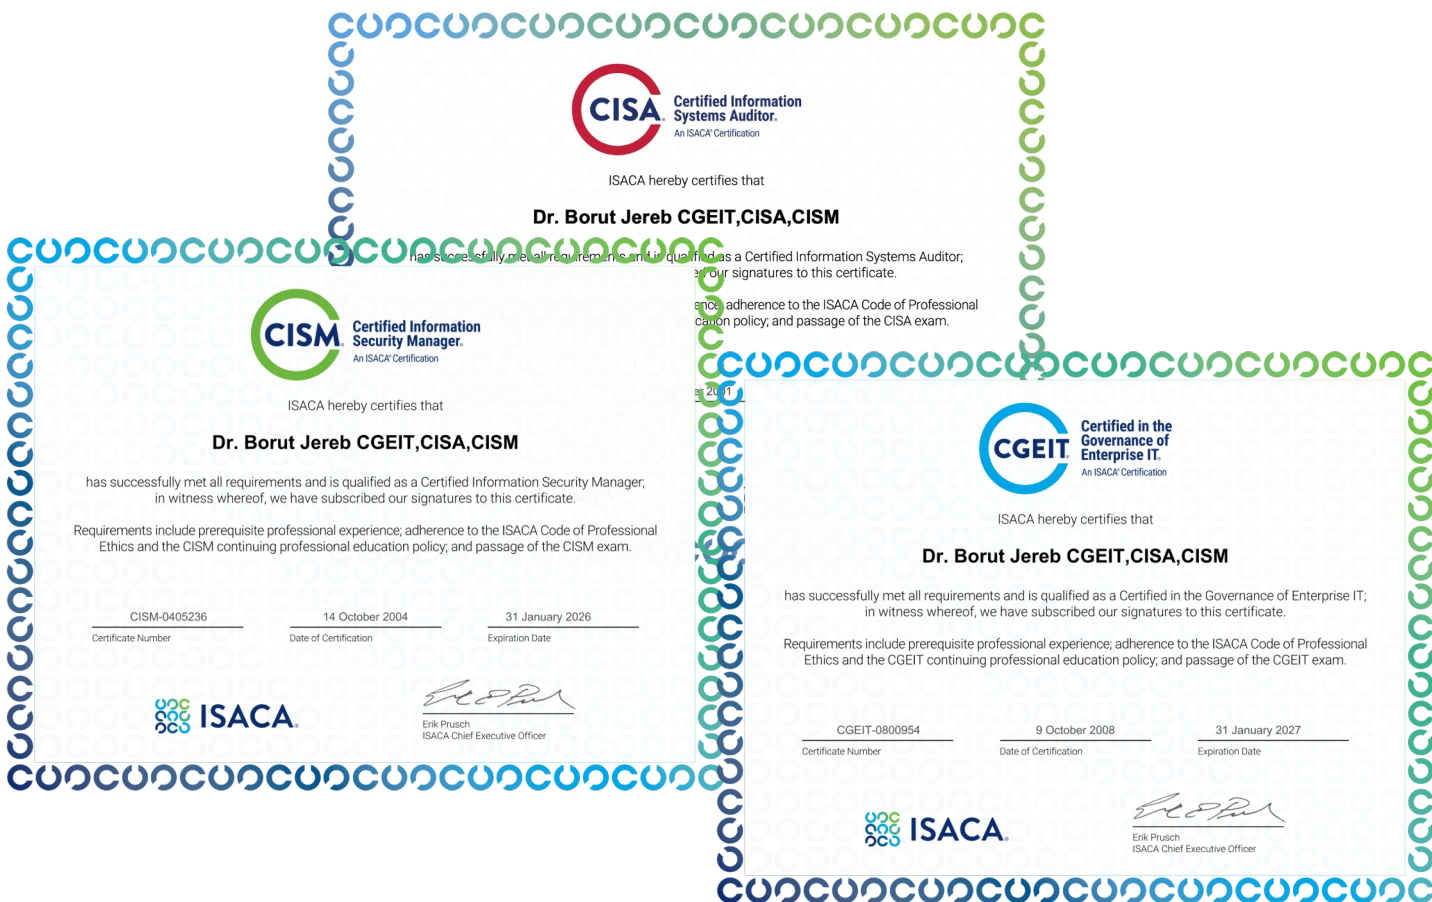 CISA®
Certified Information
Systems Auditor®
An ISACA® Certification
ISACA hereby certifies that
Dr. Borut Jereb CGEIT,CISA,CISM
has successfully met all requirements and is qualified as a Certified Information Systems Auditor;
our signatures to this certificate.
adherence to the ISACA Code of Professional
policy; and passage of the CISA exam.
2001
CISM®
Certified Information
Security Manager®
An ISACA® Certification
ISACA hereby certifies that
Dr. Borut Jereb CGEIT,CISA,CISM
has successfully met all requirements and is qualified as a Certified Information Security Manager;
in witness whereof, we have subscribed our signatures to this certificate.
Requirements include prerequisite professional experience; adherence to the ISACA Code of Professional
Ethics and the CISM continuing professional education policy; and passage of the CISM exam.
CISM-0405236
14 October 2004
31 January 2026
Certificate Number
Date of Certification
Expiration Date
ISACA®
Erik Prusch
ISACA Chief Executive Officer
CGEIT®
Certified in the
Governance of
Enterprise IT®
An ISACA® Certification
ISACA hereby certifies that
Dr. Borut Jereb CGEIT,CISA,CISM
has successfully met all requirements and is qualified as a Certified in the Governance of Enterprise IT;
in witness whereof, we have subscribed our signatures to this certificate.
Requirements include prerequisite professional experience; adherence to the ISACA Code of Professional
Ethics and the CGEIT continuing professional education policy; and passage of the CGEIT exam.
CGEIT-0800954
9 October 2008
31 January 2027
Certificate Number
Date of Certification
Expiration Date
ISACA®
Erik Prusch
ISACA Chief Executive Officer